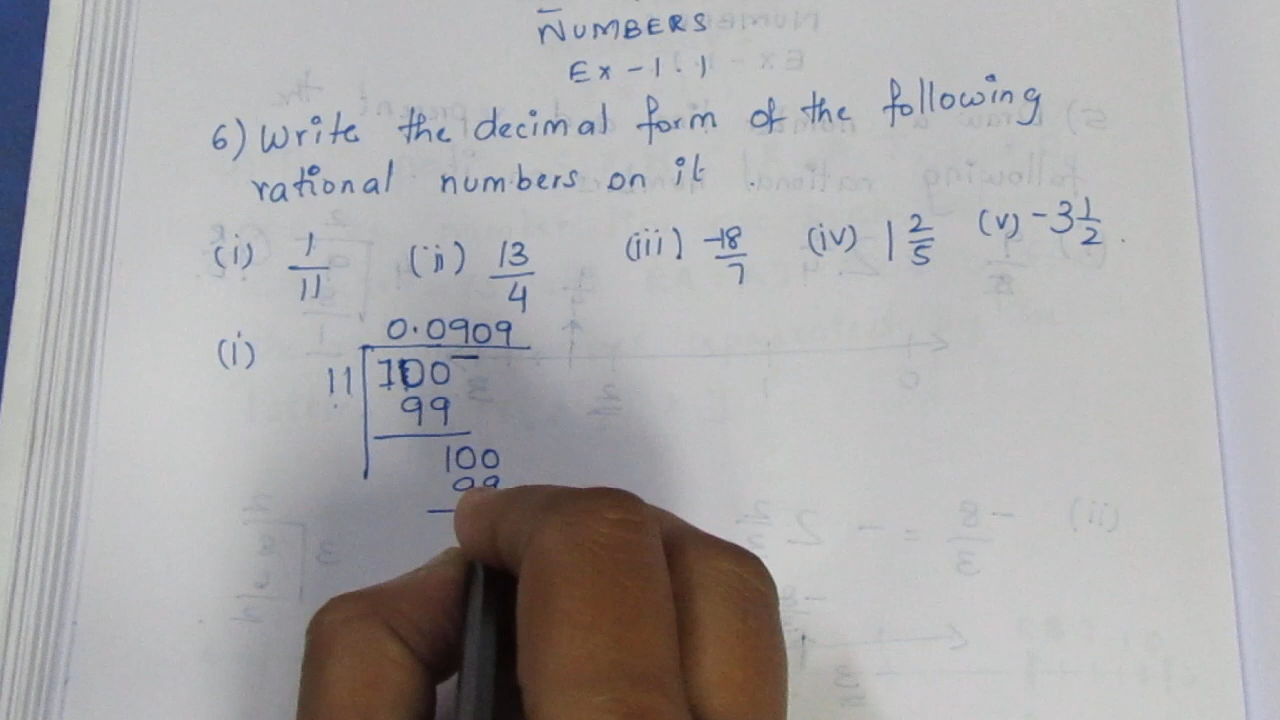 NUMBERS
Ex - 1.1
6) Write the decimal form of the following
rational numbers on it.
(i) 1/11 (ii) 13/4 (iii) -18/7 (iv) 1 2/5 (v) -3 1/2.
(i) 0.0909
11 100
99
100
99